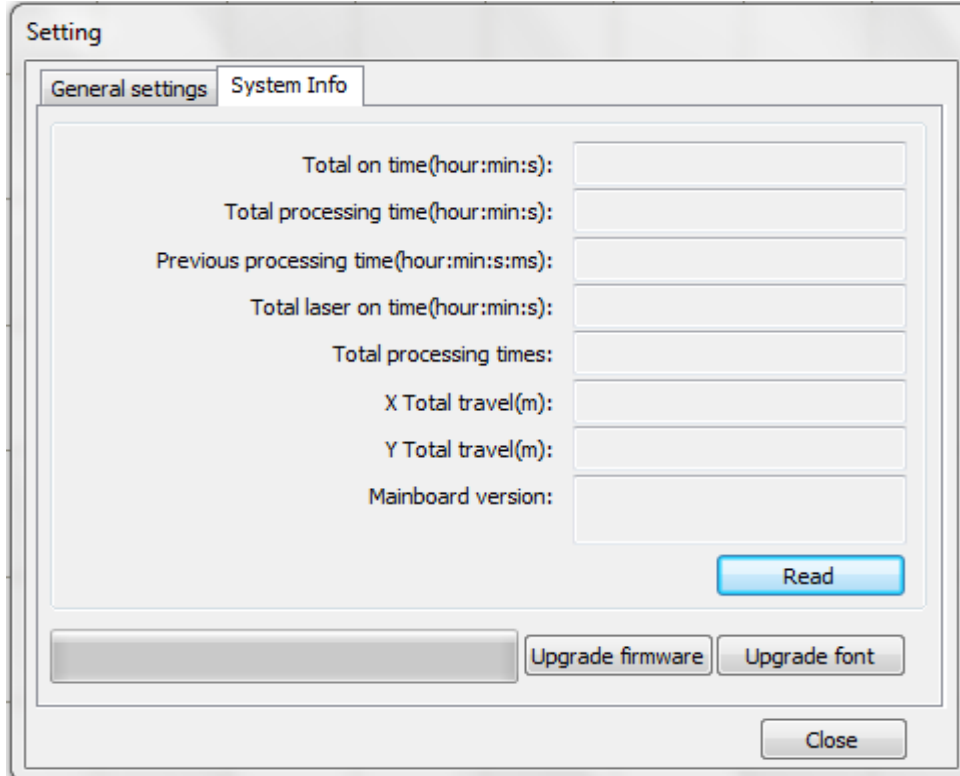 Setting
General settings
System Info
Total on time(hour:min:s):
Total processing time(hour:min:s):
Previous processing time(hour:min:s:ms):
Total laser on time(hour:min:s):
Total processing times:
X Total travel(m):
Y Total travel(m):
Mainboard version:
Read
Upgrade firmware
Upgrade font
Close